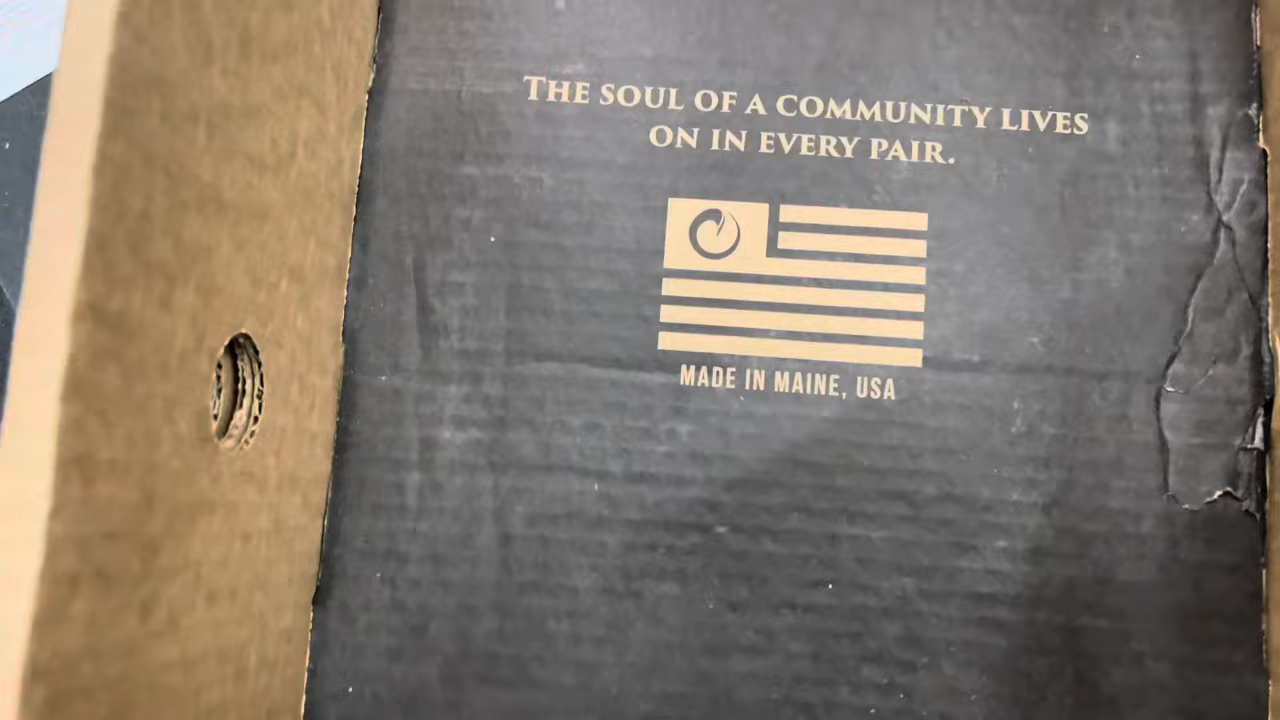 THE SOUL OF A COMMUNITY LIVES
ON IN EVERY PAIR.
MADE IN MAINE, USA